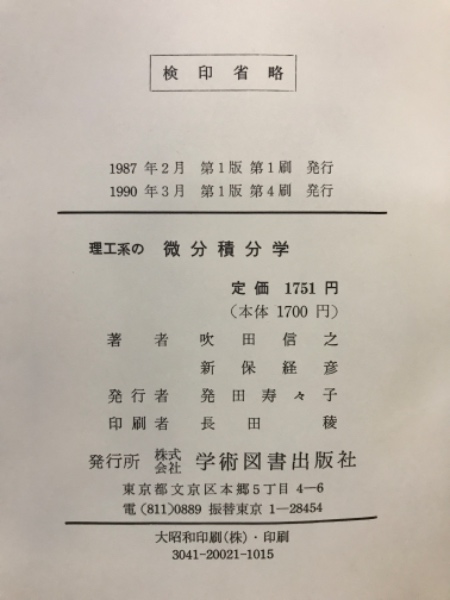 検印省略
1987年2月 第1版 第1刷 発行
1990年3月 第1版 第4刷 発行
理工系の 微分積分学
定価 1751円
(本体 1700円)
著者 吹田信之
新保経彦
発行者 発田寿々子
印刷者 長田稜
発行所 株式会社 学術図書出版社
東京都文京区本郷5丁目4-6
電(811)0889 振替東京1-28454
大昭和印刷(株)・印刷
3041-20021-1015